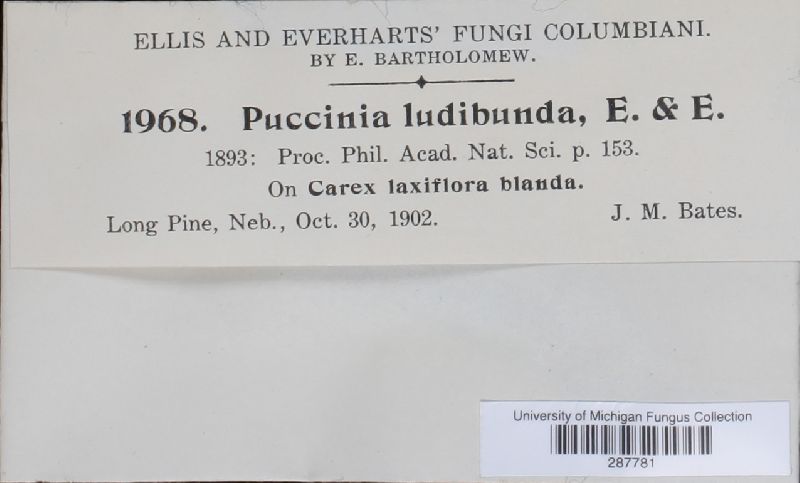 ELLIS AND EVERHARTS' FUNGI COLUMBIANI.
BY E. BARTHOLOMEW.
1968. Puccinia ludibunda, E. & E.
1893: Proc. Phil. Acad. Nat. Sci. p. 153.
On Carex laxiflora blanda.
Long Pine, Neb., Oct. 30, 1902. J. M. Bates.
University of Michigan Fungus Collection
287781